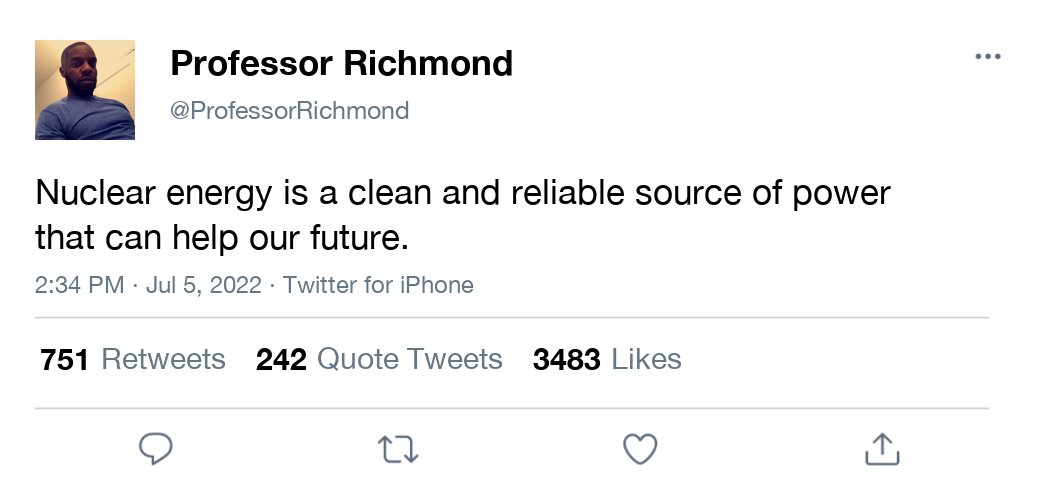 Professor Richmond
@ProfessorRichmond
Nuclear energy is a clean and reliable source of power
that can help our future.
2:34 PM · Jul 5, 2022 · Twitter for iPhone
751 Retweets 242 Quote Tweets 3483 Likes